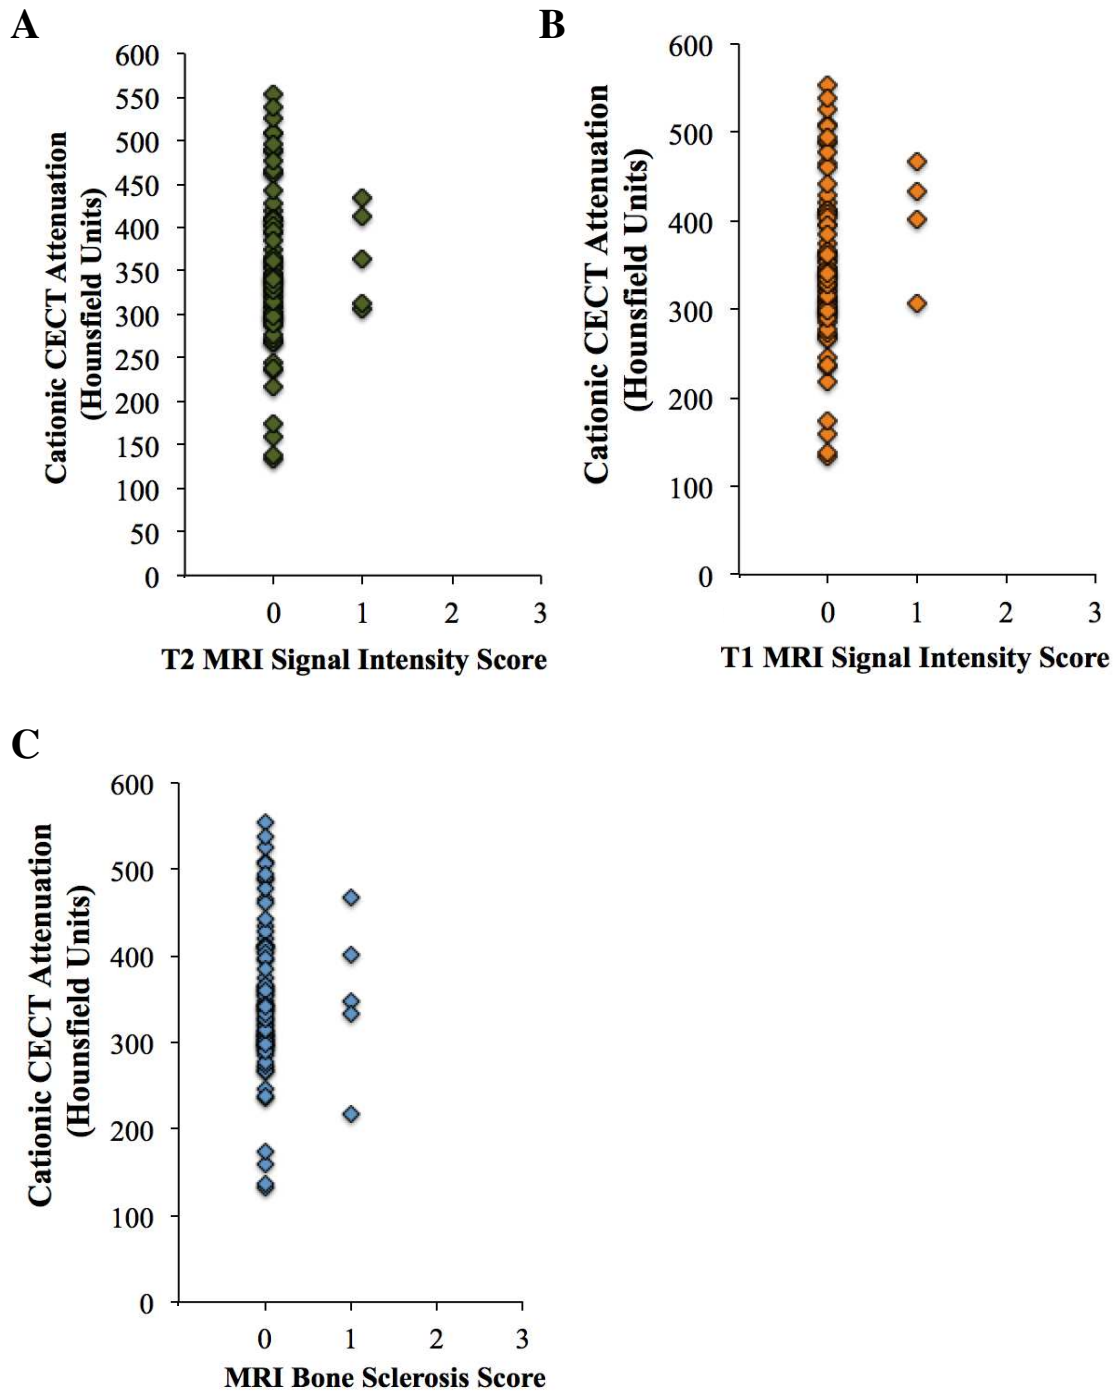 A
Cationic CECT Attenuation
(Hounsfield Units)
600
550
500
450
400
350
300
250
200
150
100
50
0
0 1 2 3
T2 MRI Signal Intensity Score
B
Cationic CECT Attenuation
(Hounsfield Units)
600
500
400
300
200
100
0
0 1 2 3
T1 MRI Signal Intensity Score
C
Cationic CECT Attenuation
(Hounsfield Units)
600
500
400
300
200
100
0
0 1 2 3
MRI Bone Sclerosis Score